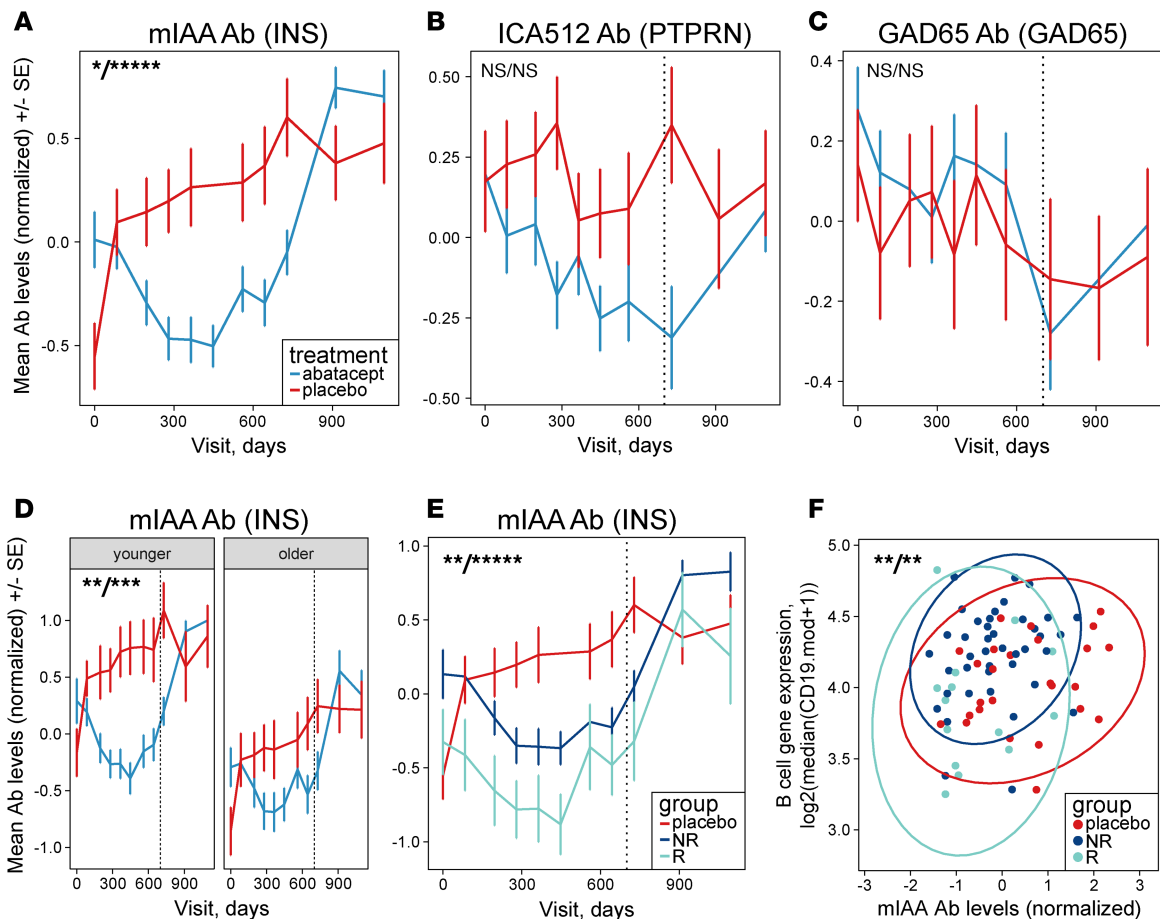 A
mIAA Ab (INS)
*/*****
Mean Ab levels (normalized) +/- SE)
0.5
0.0
-0.5
treatment
abatacept
placebo
0 300 600 900
Visit, days
B
ICA512 Ab (PTPRN)
NS/NS
0.50
0.25
0.00
-0.25
-0.50
0 300 600 900
Visit, days
C
GAD65 Ab (GAD65)
NS/NS
0.4
0.2
0.0
-0.2
-0.4
0 300 600 900
Visit, days
D
mIAA Ab (INS)
younger older
**/***
Mean Ab levels (normalized) +/- SE)
1.0
0.5
0.0
-0.5
-1.0
0 300 600 900 0 300 600 900
Visit, days
E
mIAA Ab (INS)
**/*****
1.0
0.5
0.0
-0.5
-1.0
group
placebo
NR
R
0 300 600 900
Visit, days
F
**/**
B cell gene expression,
log2(median(CD19.mod+1))
5.0
4.5
4.0
3.5
3.0
group
placebo
NR
R
-3 -2 -1 0 1 2 3
mIAA Ab levels (normalized)